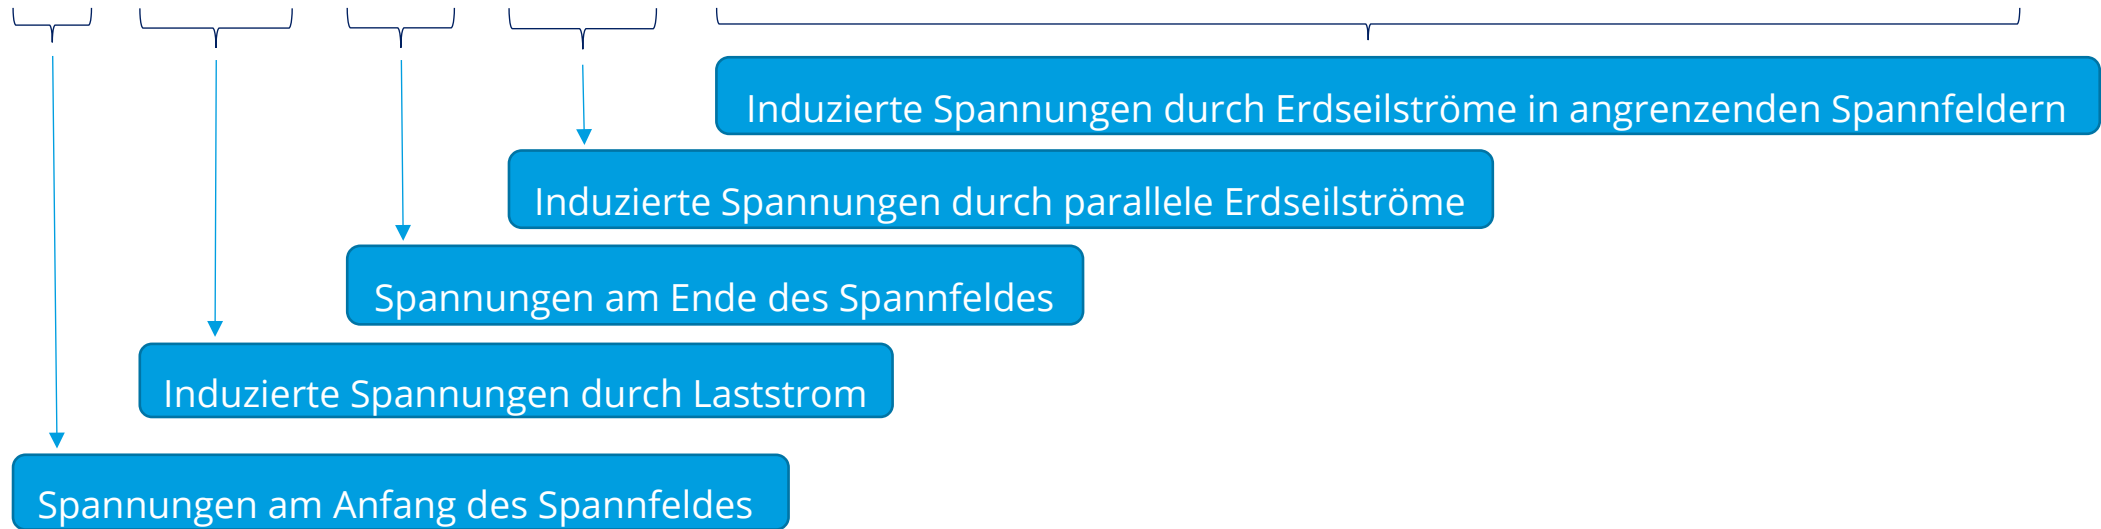 Induzierte Spannungen durch Erdseilströme in angrenzenden Spannfeldern
Induzierte Spannungen durch parallele Erdseilströme
Spannungen am Ende des Spannfeldes
Induzierte Spannungen durch Laststrom
Spannungen am Anfang des Spannfeldes